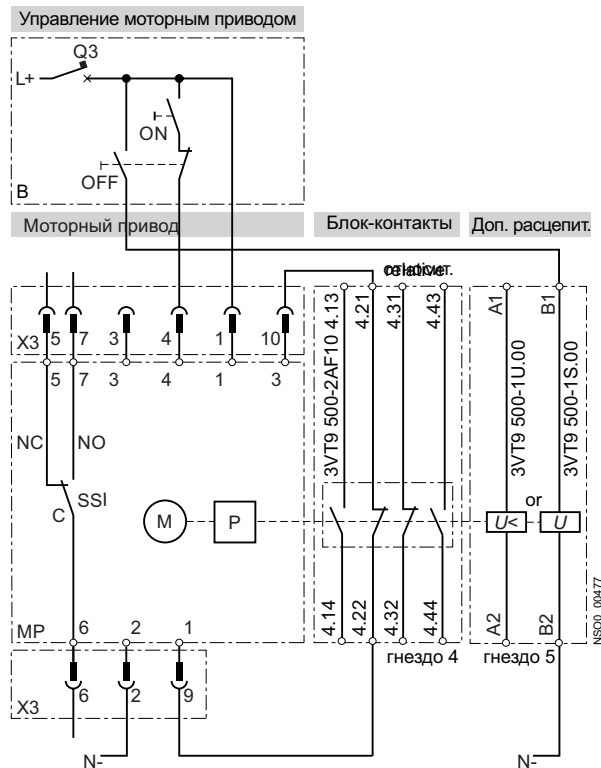 Управление моторным приводом
Q3
L+
ON
OFF
B
Моторный привод
Блок-контакты
Доп. расцепит.
X3
5 7 3 4 1 10
5 7 3 4 1 3
NC NO
C SSI
M
P
MP
6 2 1
X3
6 2 9
N-
3VT9 500-2AF10
4.13
4.21
4.31
4.43
4.14
4.22
4.32
4.44
гнездо 4
A1
B1
3VT9 500-1U.00
3VT9 500-1S.00
or
U<
U
A2
B2
гнездо 5
N-
NSO0_00477